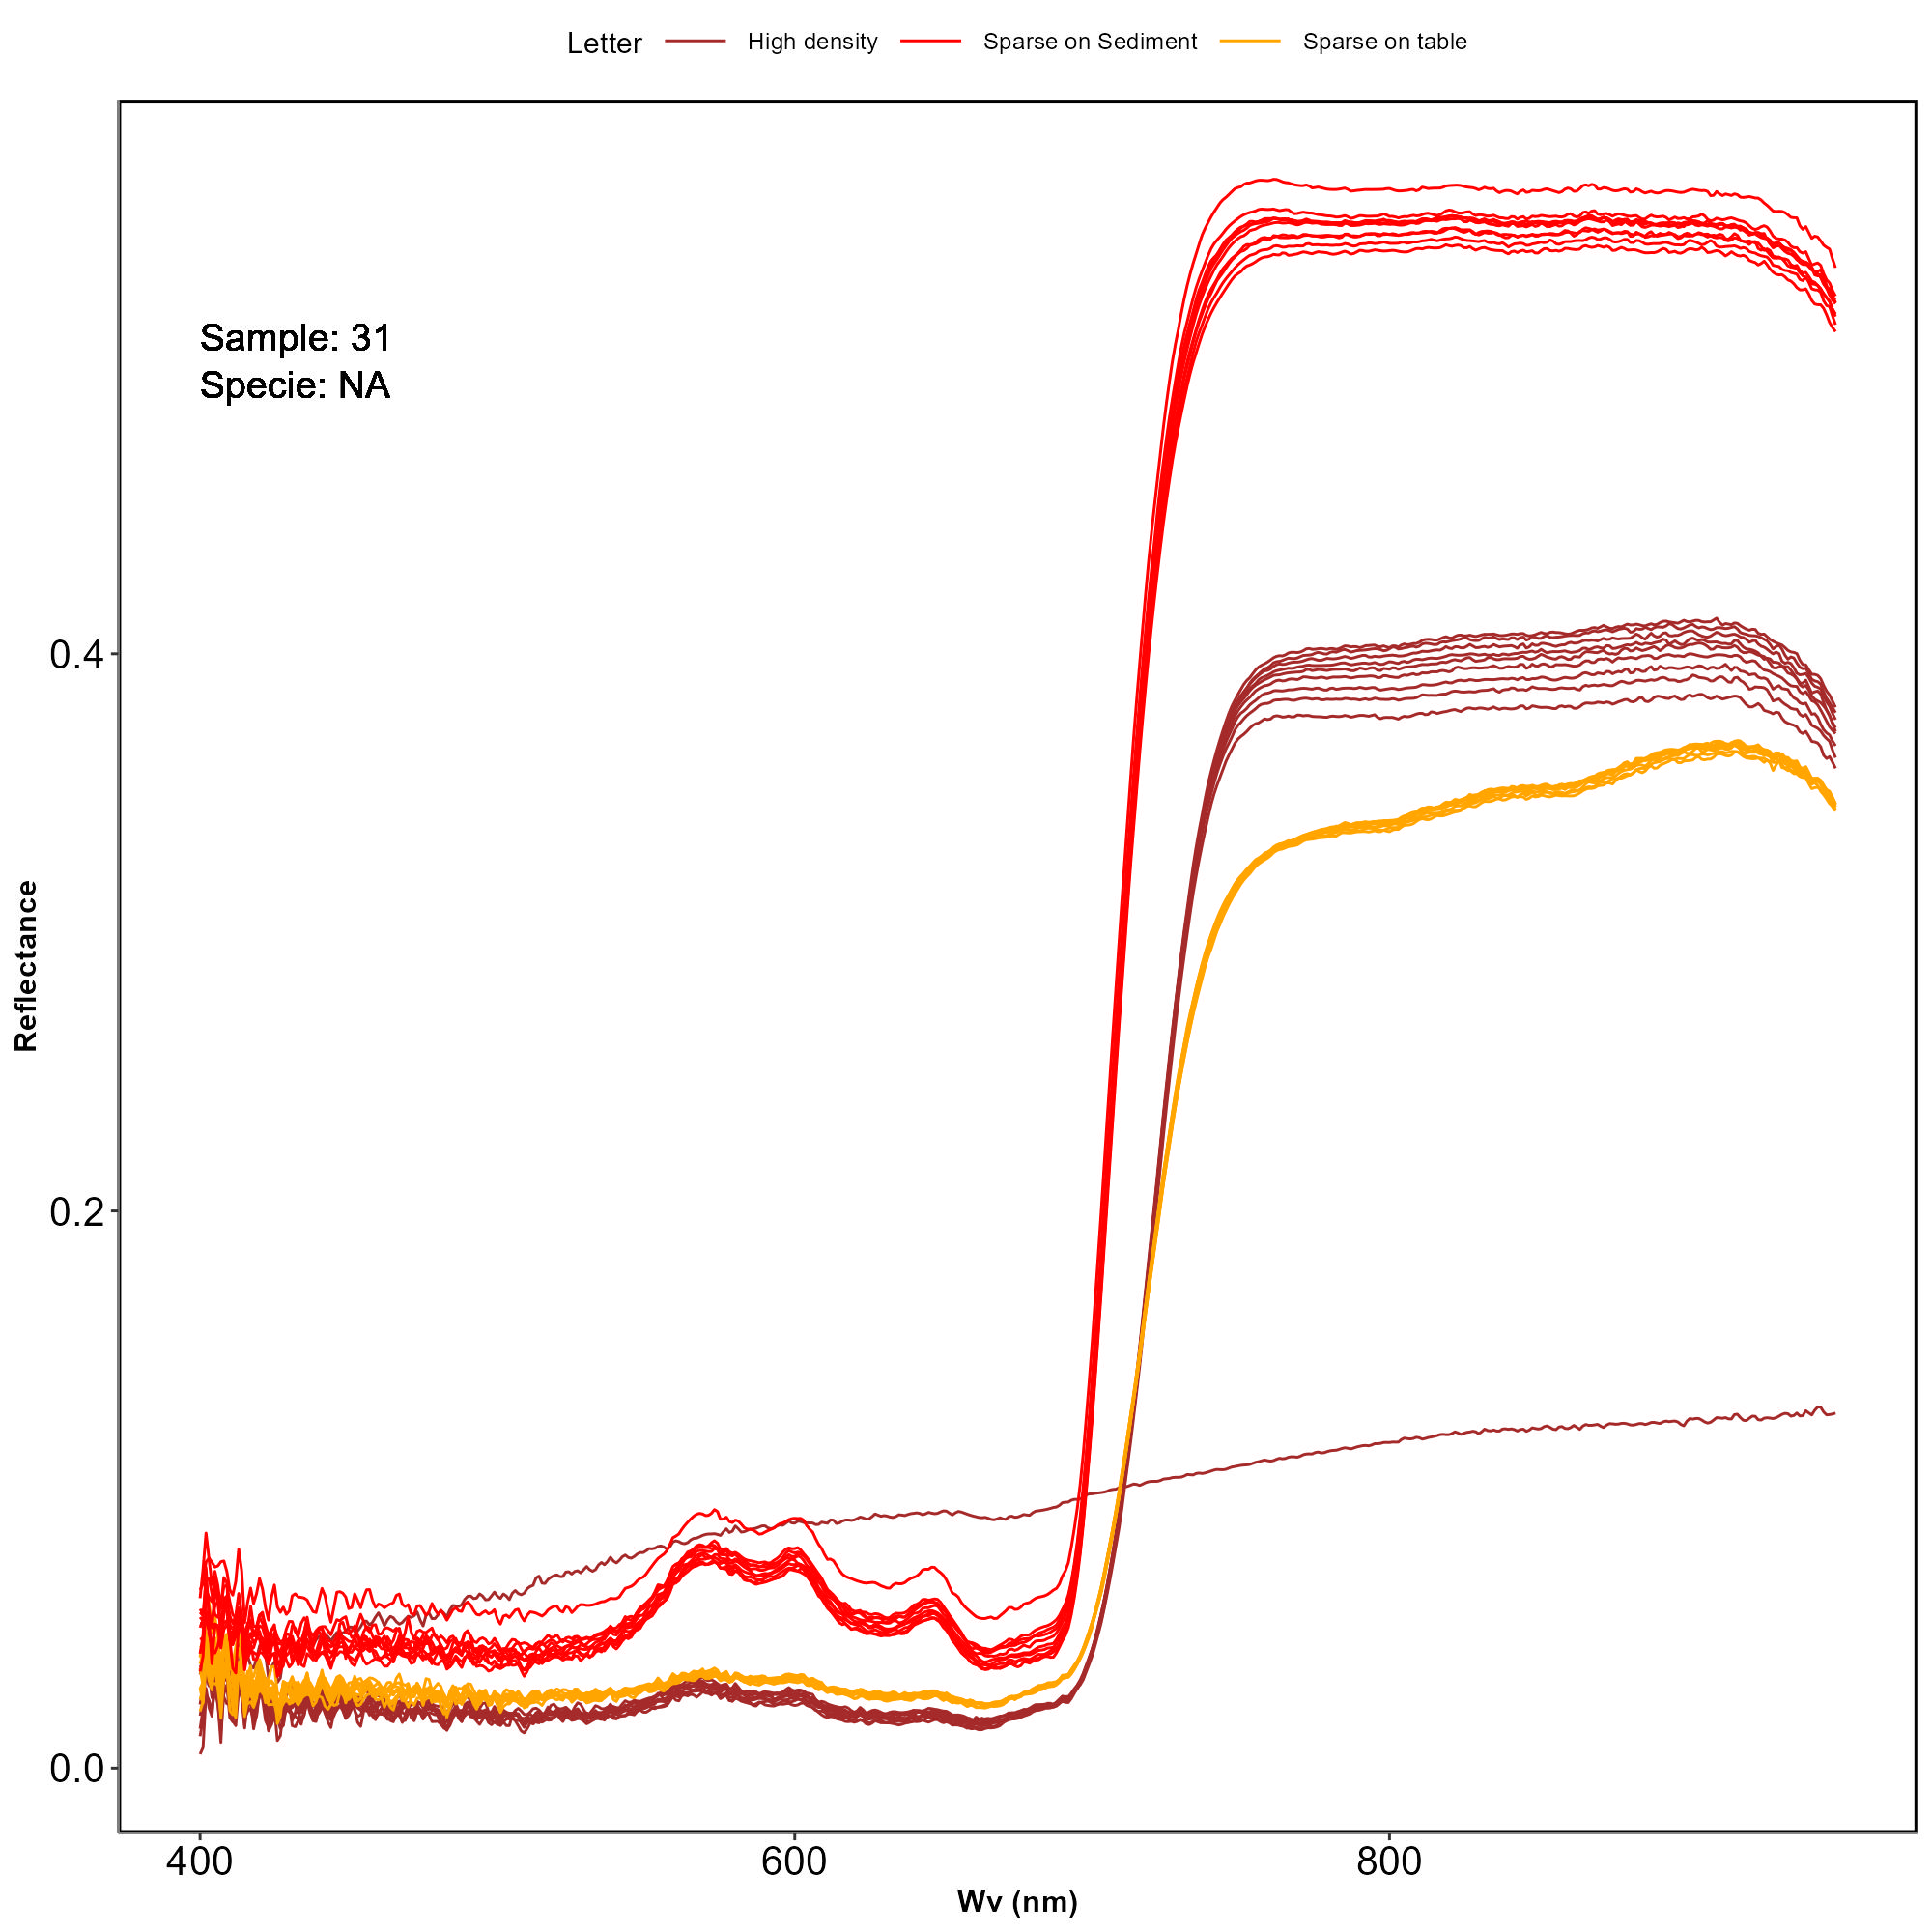 Letter High density Sparse on Sediment Sparse on table
Sample: 31
Specie: NA
0.4
0.2
0.0
Reflectance
400 600 800
Wv (nm)